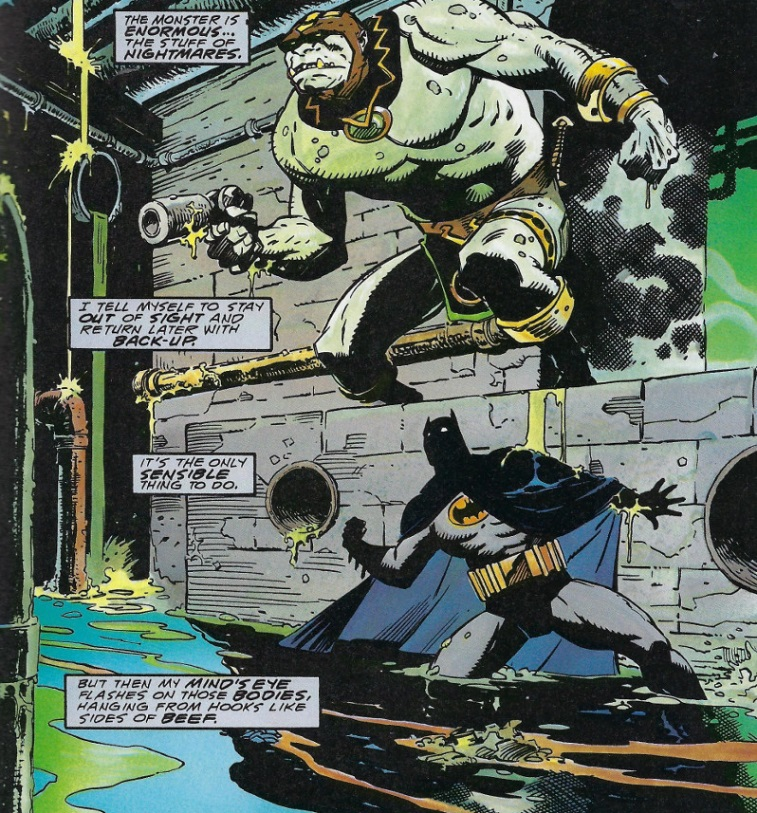 THE MONSTER IS
ENORMOUS...
THE STUFF OF
NIGHTMARES.
I TELL MYSELF TO STAY
OUT OF SIGHT AND
RETURN LATER WITH
BACK-UP.
IT'S THE ONLY
SENSIBLE
THING TO DO.
BUT THEN MY MIND'S EYE
FLASHES ON THOSE BODIES,
HANGING FROM HOOKS LIKE
SIDES OF BEEF.